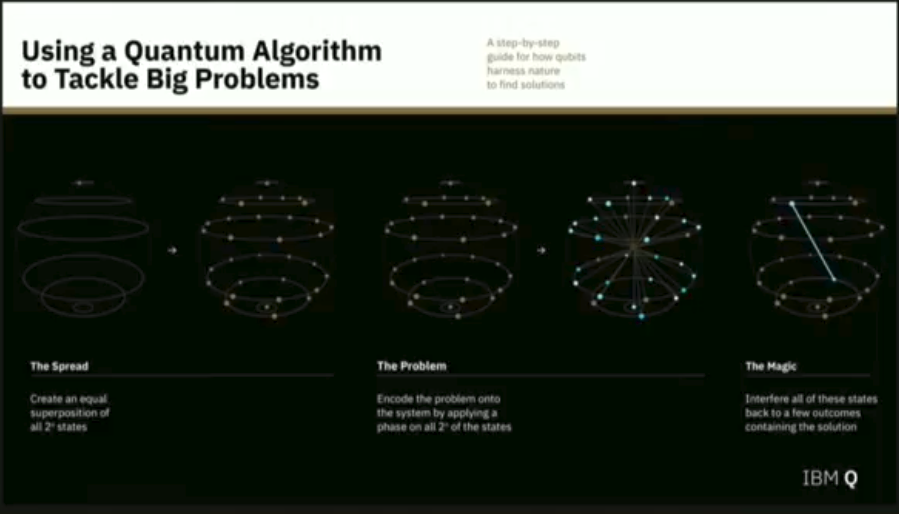 Using a Quantum Algorithm
to Tackle Big Problems
A step-by-step
guide for how qubits
harness nature
to find solutions
The Spread
Create an equal
superposition of
all 2ⁿ states
The Problem
Encode the problem onto
the system by applying a
phase on all 2ⁿ of the states
The Magic
Interfere all of these states
back to a few outcomes
containing the solution
IBM Q